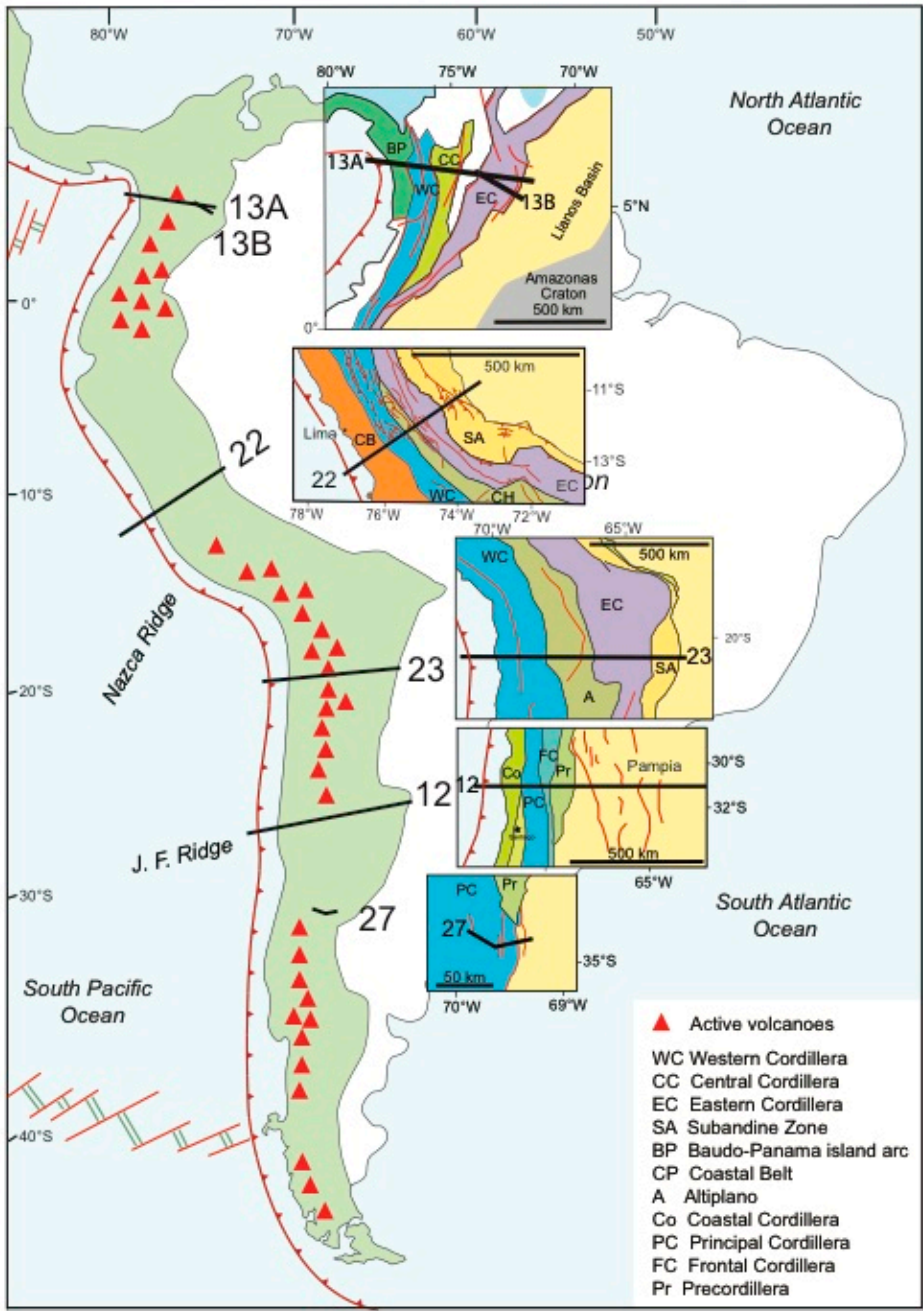 80°W
70°W
60°W
50°W
North Atlantic
Ocean
80°W
75°W
70°W
BP
CC
13A
WC
EC
13B
Llanos Basin
Amazonas
Craton
500 km
0°
5°N
13A
13B
0°
500 km
11°S
Lima
CB
SA
22
13°S
WC
CH
EC
on
78°W
76°W
74°W
72°W
22
10°S
70°W
65°W
500 km
WC
EC
20°S
23
SA
A
Nazca Ridge
23
20°S
12
FC
Co
Pr
Pampia
30°S
12
PC
32°S
500 km
65°W
J. F. Ridge
30°S
27
PC
Pr
27
35°S
50 km
70°W
69°W
South Atlantic
Ocean
South Pacific
Ocean
40°S
Active volcanoes
WC Western Cordillera
CC Central Cordillera
EC Eastern Cordillera
SA Subandine Zone
BP Baudo-Panama island arc
CP Coastal Belt
A Altiplano
Co Coastal Cordillera
PC Principal Cordillera
FC Frontal Cordillera
Pr Precordillera